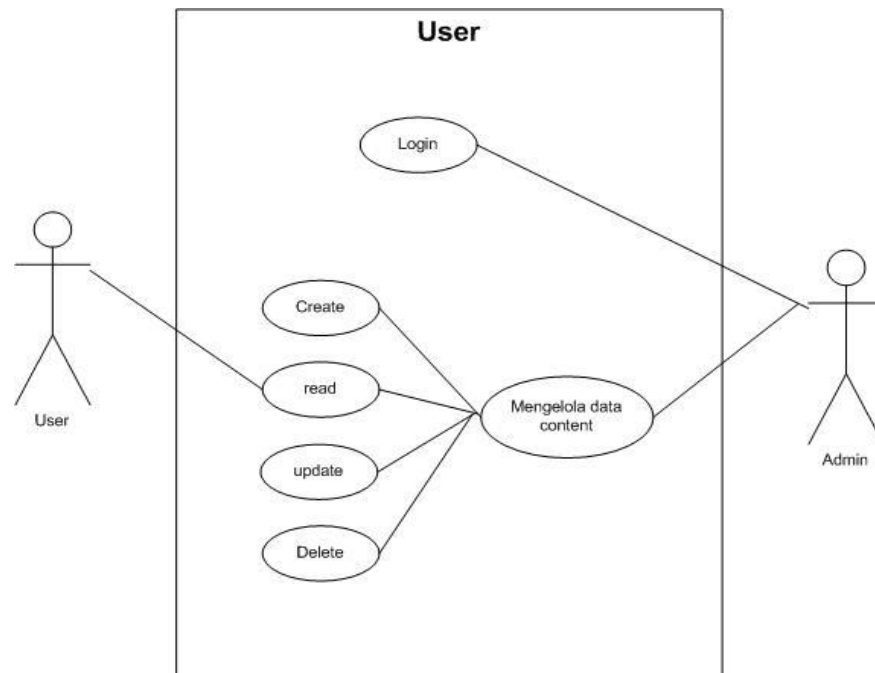 User
Login
Create
read
update
Delete
Mengelola data
content
User
Admin